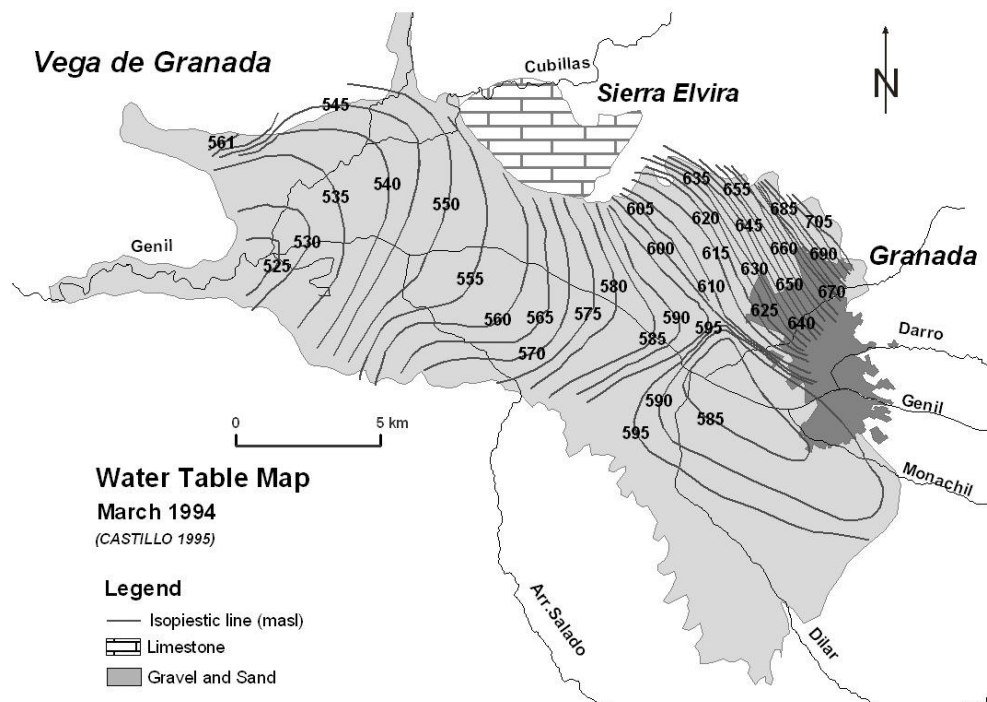 Vega de Granada
Cubillas
Sierra Elvira
N
545
561
635
655
540
535
550
605
620
645
685
705
530
600
615
660
690
Granada
Genil
525
555
580
610
630
650
670
560
565
575
590
595
625
640
570
585
Darro
590
585
Genil
595
0
5 km
Monachil
Water Table Map
March 1994
(CASTILLO 1995)
Legend
Isopiestic line (masl)
Limestone
Gravel and Sand
Arr.Salado
Dilar